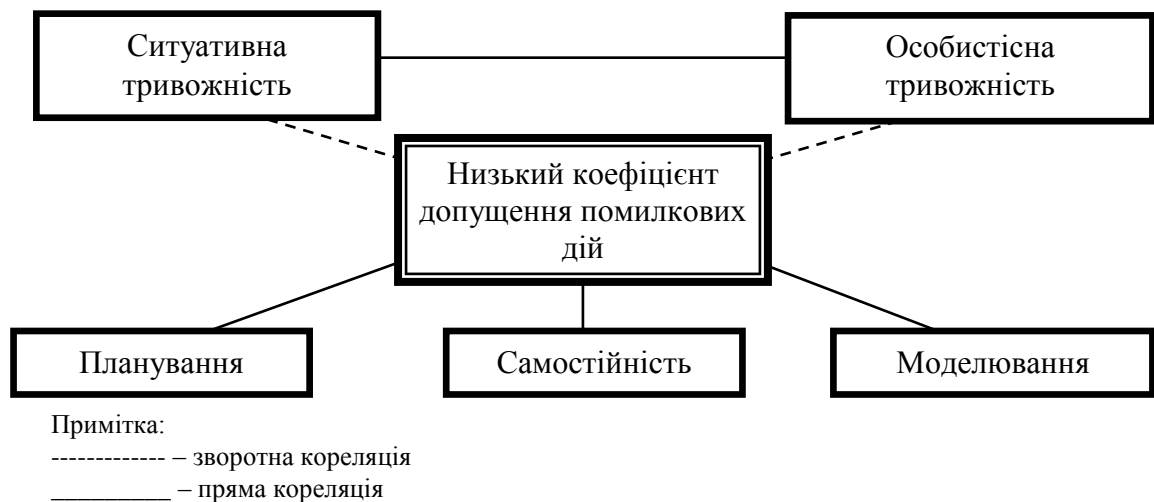 Ситуативна
тривожність
Особистісна
тривожність
Низький коефіцієнт
допущення помилкових
дій
Планування
Самостійність
Моделювання
Примітка:
------------- – зворотна кореляція
_________ – пряма кореляція